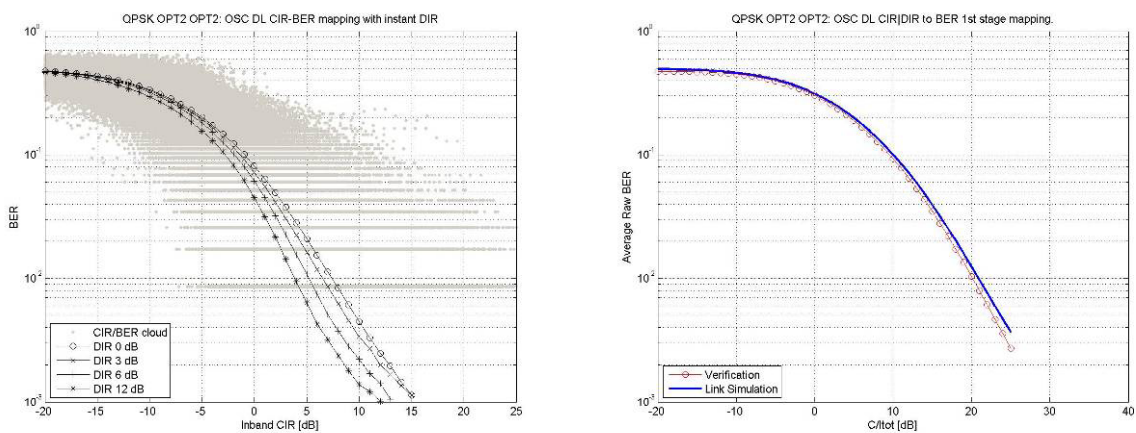 QPSK OPT2 OPT2: OSC DL CIR-BER mapping with instant DIR
10^0
10^-1
10^-2
10^-3
BER
CIR/BER cloud
DIR 0 dB
DIR 3 dB
DIR 6 dB
DIR 12 dB
-20 -15 -10 -5 0 5 10 15 20 25
Inband CIR [dB]
QPSK OPT2 OPT2: OSC DL CIR|DIR to BER 1st stage mapping.
10^0
10^-1
10^-2
10^-3
Average Raw BER
Verification
Link Simulation
-20 -10 0 10 20 30 40
C/Itot [dB]